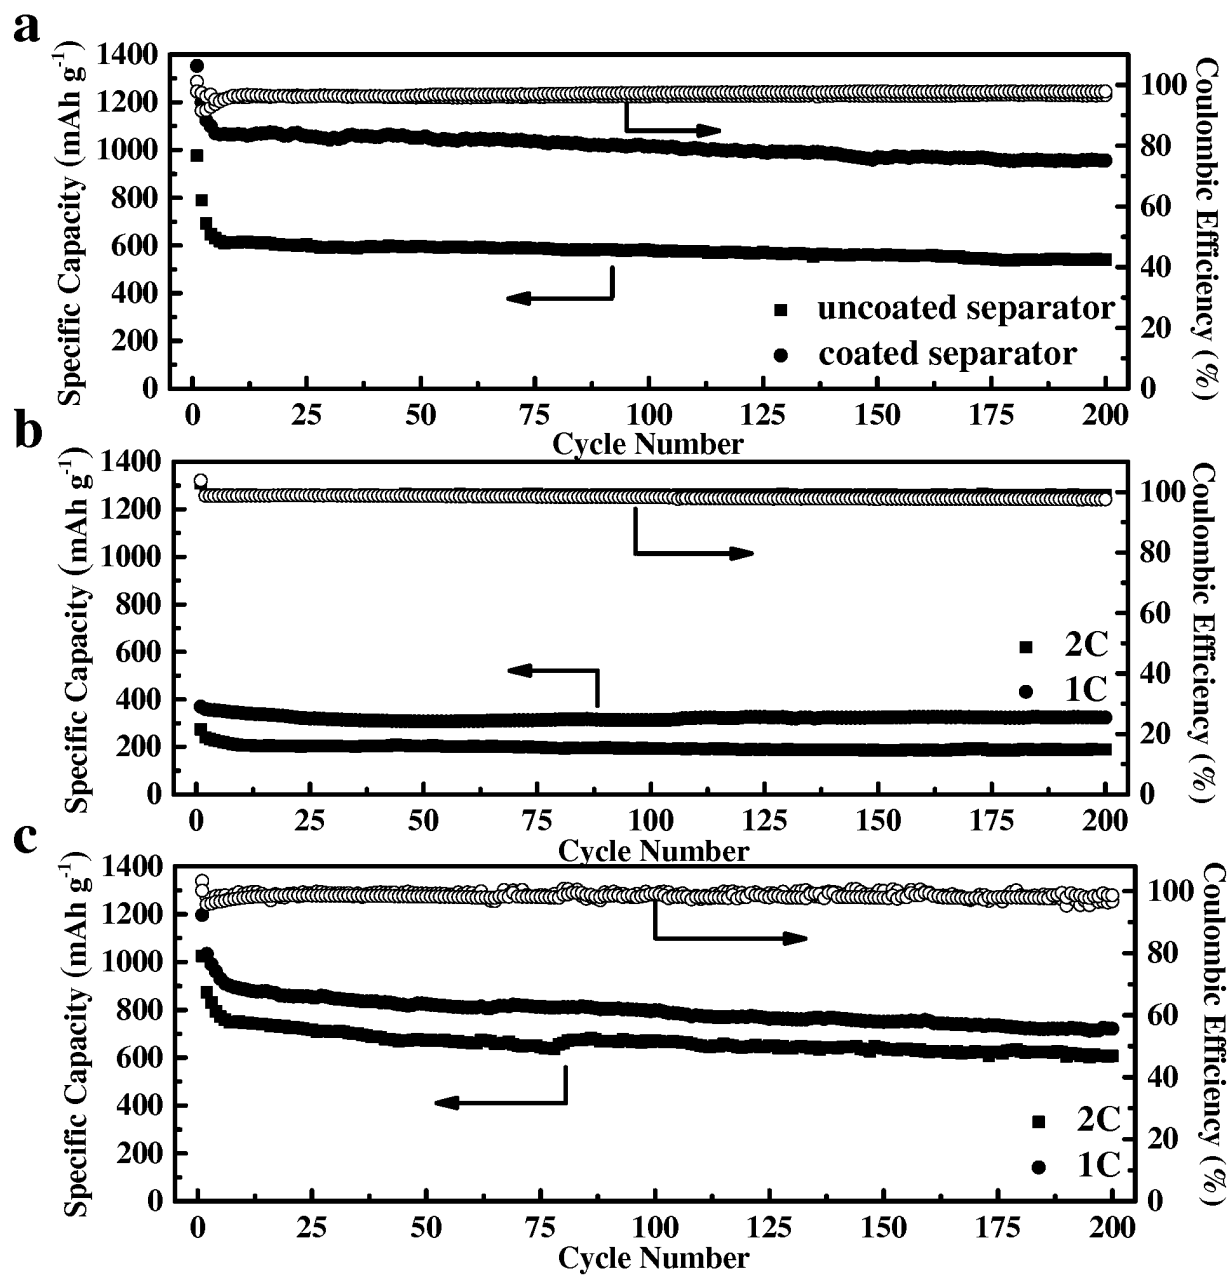 a
Specific Capacity (mAh g-1)
1400
1200
1000
800
600
400
200
0
100
80
60
40
20
0
Coulombic Efficiency (%)
uncoated separator
coated separator
0 25 50 75 100 125 150 175 200
Cycle Number
b
Specific Capacity (mAh g-1)
1400
1200
1000
800
600
400
200
0
100
80
60
40
20
0
Coulombic Efficiency (%)
2C
1C
0 25 50 75 100 125 150 175 200
Cycle Number
c
Specific Capacity (mAh g-1)
1400
1200
1000
800
600
400
200
0
100
80
60
40
20
0
Coulombic Efficiency (%)
2C
1C
0 25 50 75 100 125 150 175 200
Cycle Number